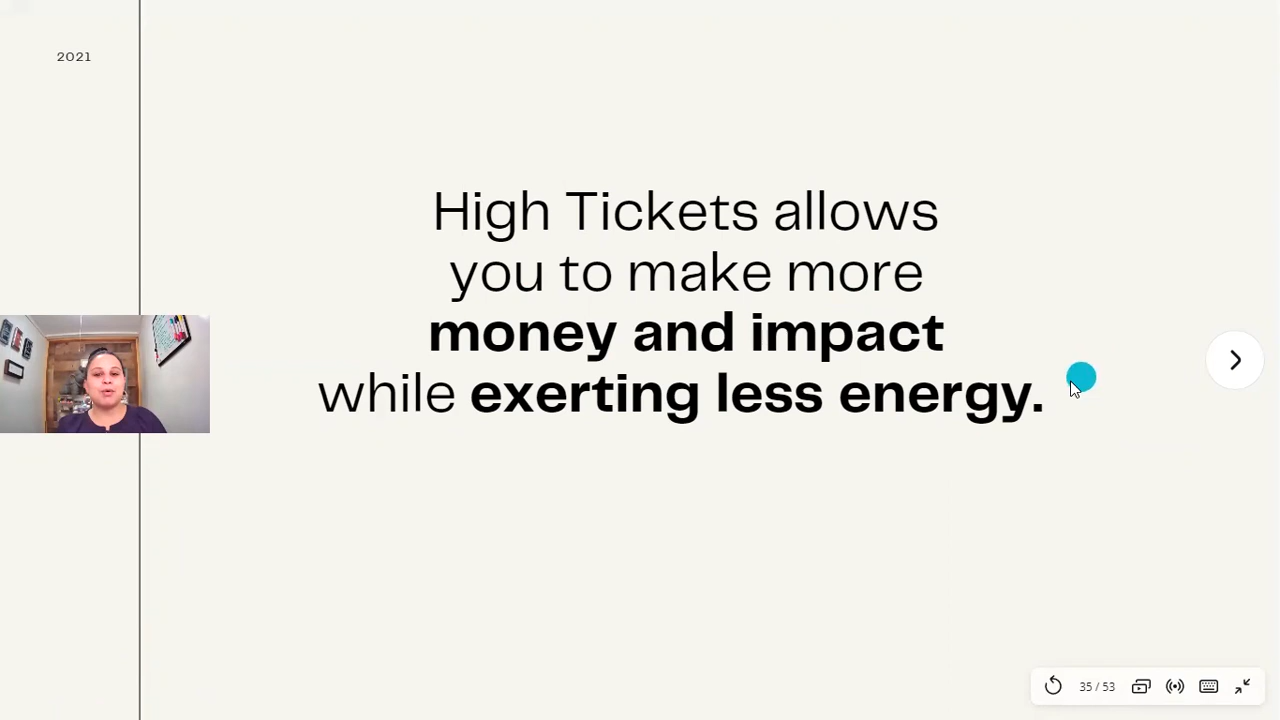 2021
High Tickets allows
you to make more
money and impact
while exerting less energy.
35 / 53